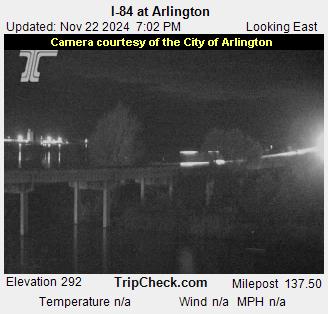 I-84 at Arlington
Updated: Nov 22 2024 7:02 PM Looking East
Camera courtesy of the City of Arlington
Elevation 292 TripCheck.com Milepost 137.50
Temperature n/a Wind n/a MPH n/a